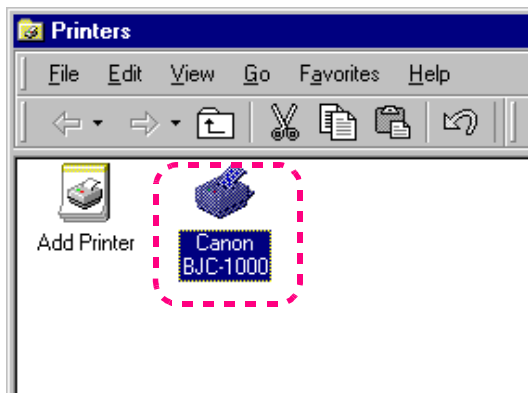 Printers
File Edit View Go Favorites Help
Add Printer
Canon
BJC-1000